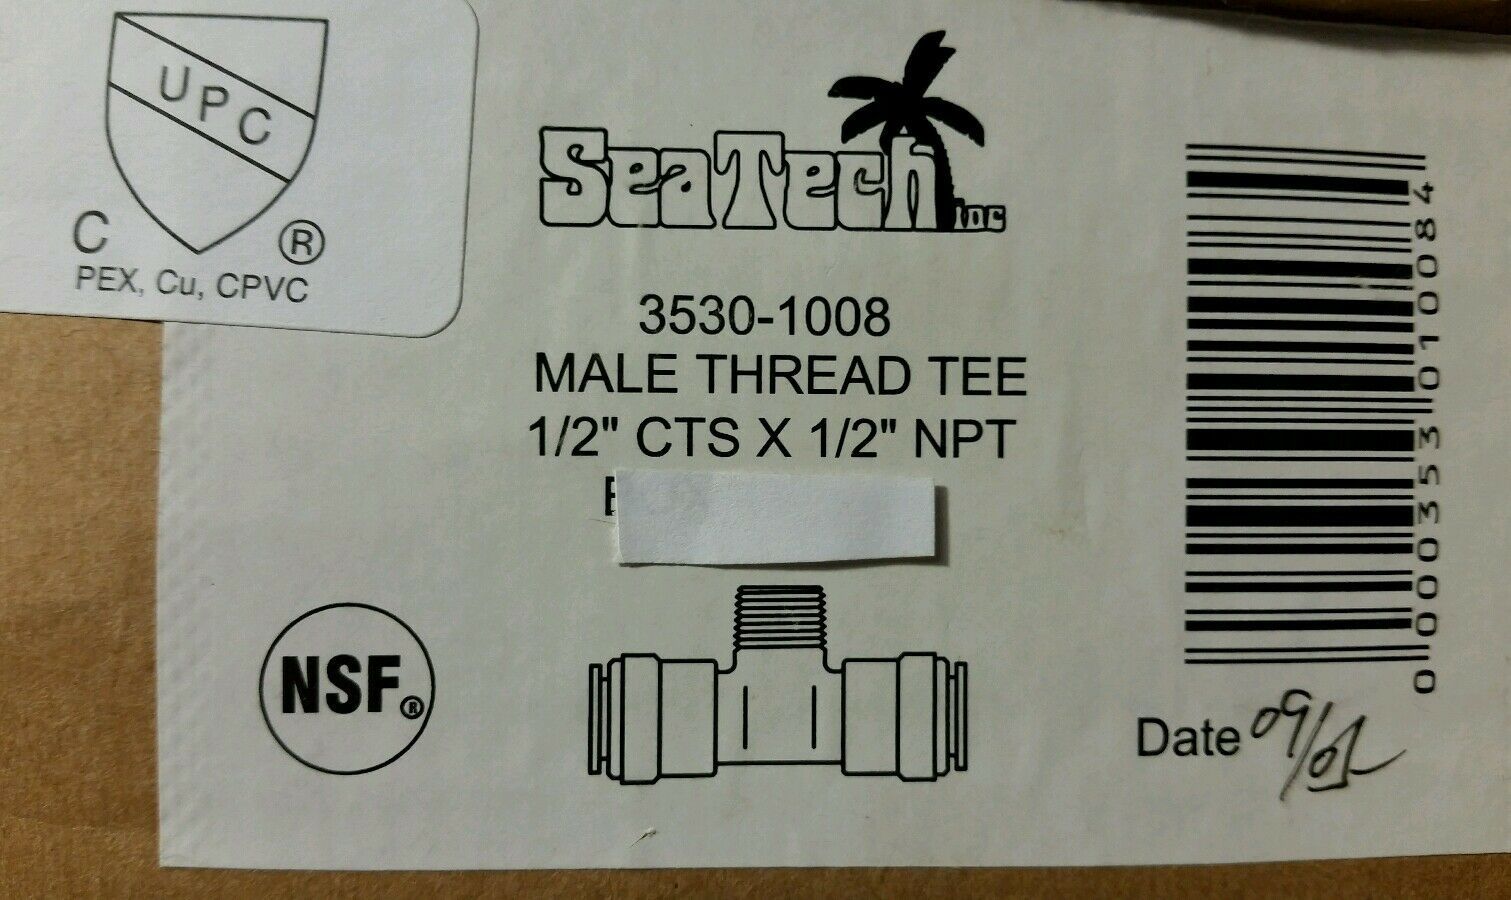 UPC
C ®
PEX, Cu, CPVC
SeaTech inc
3530-1008
MALE THREAD TEE
1/2" CTS X 1/2" NPT
NSF®
0000353010084
Date 09/01